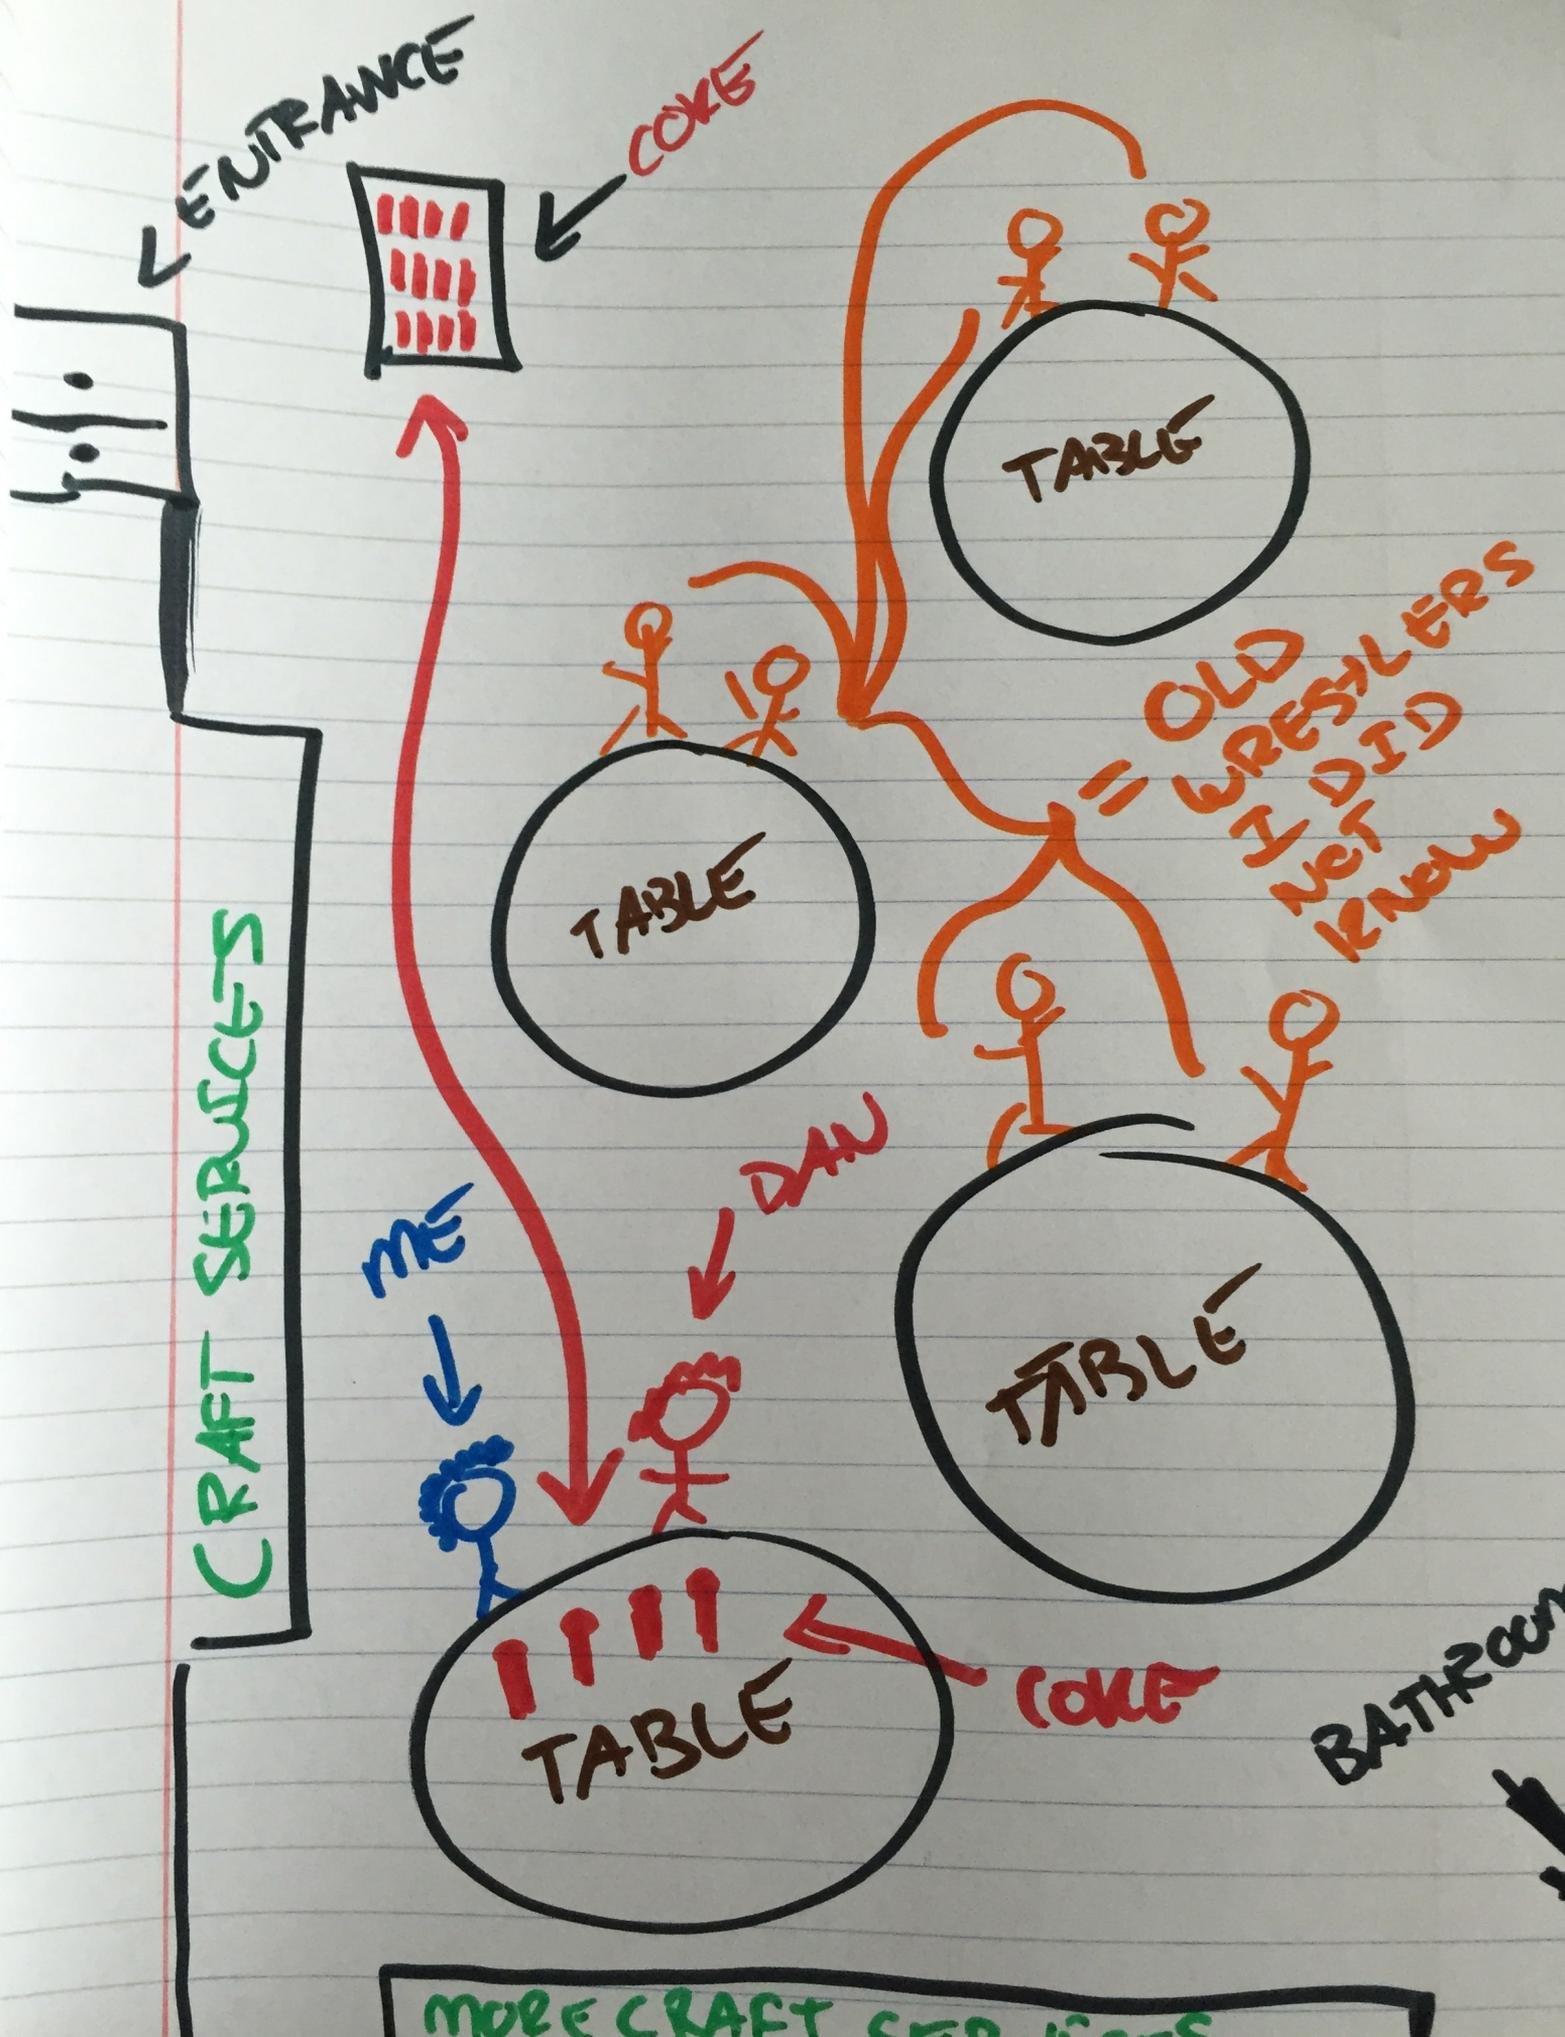 ENTRANCE
COKE
TABLE
= OLD
WRESTLERS
I DID
NOT
KNOW
TABLE
CRAFT SERVICES
DAN
ME
TABLE
COKE
TABLE
BATHROOM
MORE CRAFT SERVICES